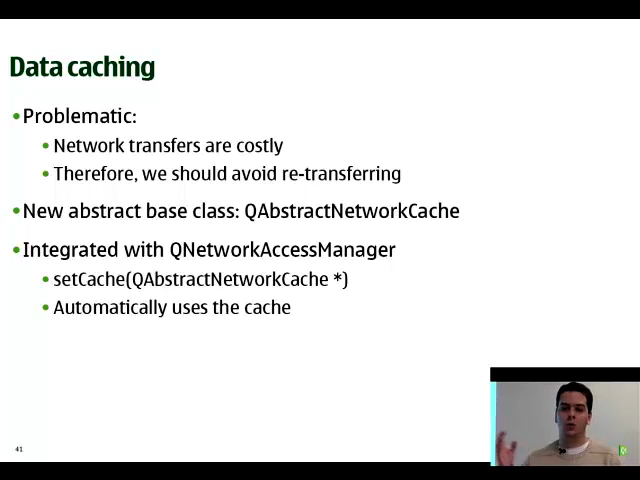 Data caching
•Problematic:
• Network transfers are costly
• Therefore, we should avoid re-transferring
•New abstract base class: QAbstractNetworkCache
•Integrated with QNetworkAccessManager
• setCache(QAbstractNetworkCache *)
• Automatically uses the cache
41